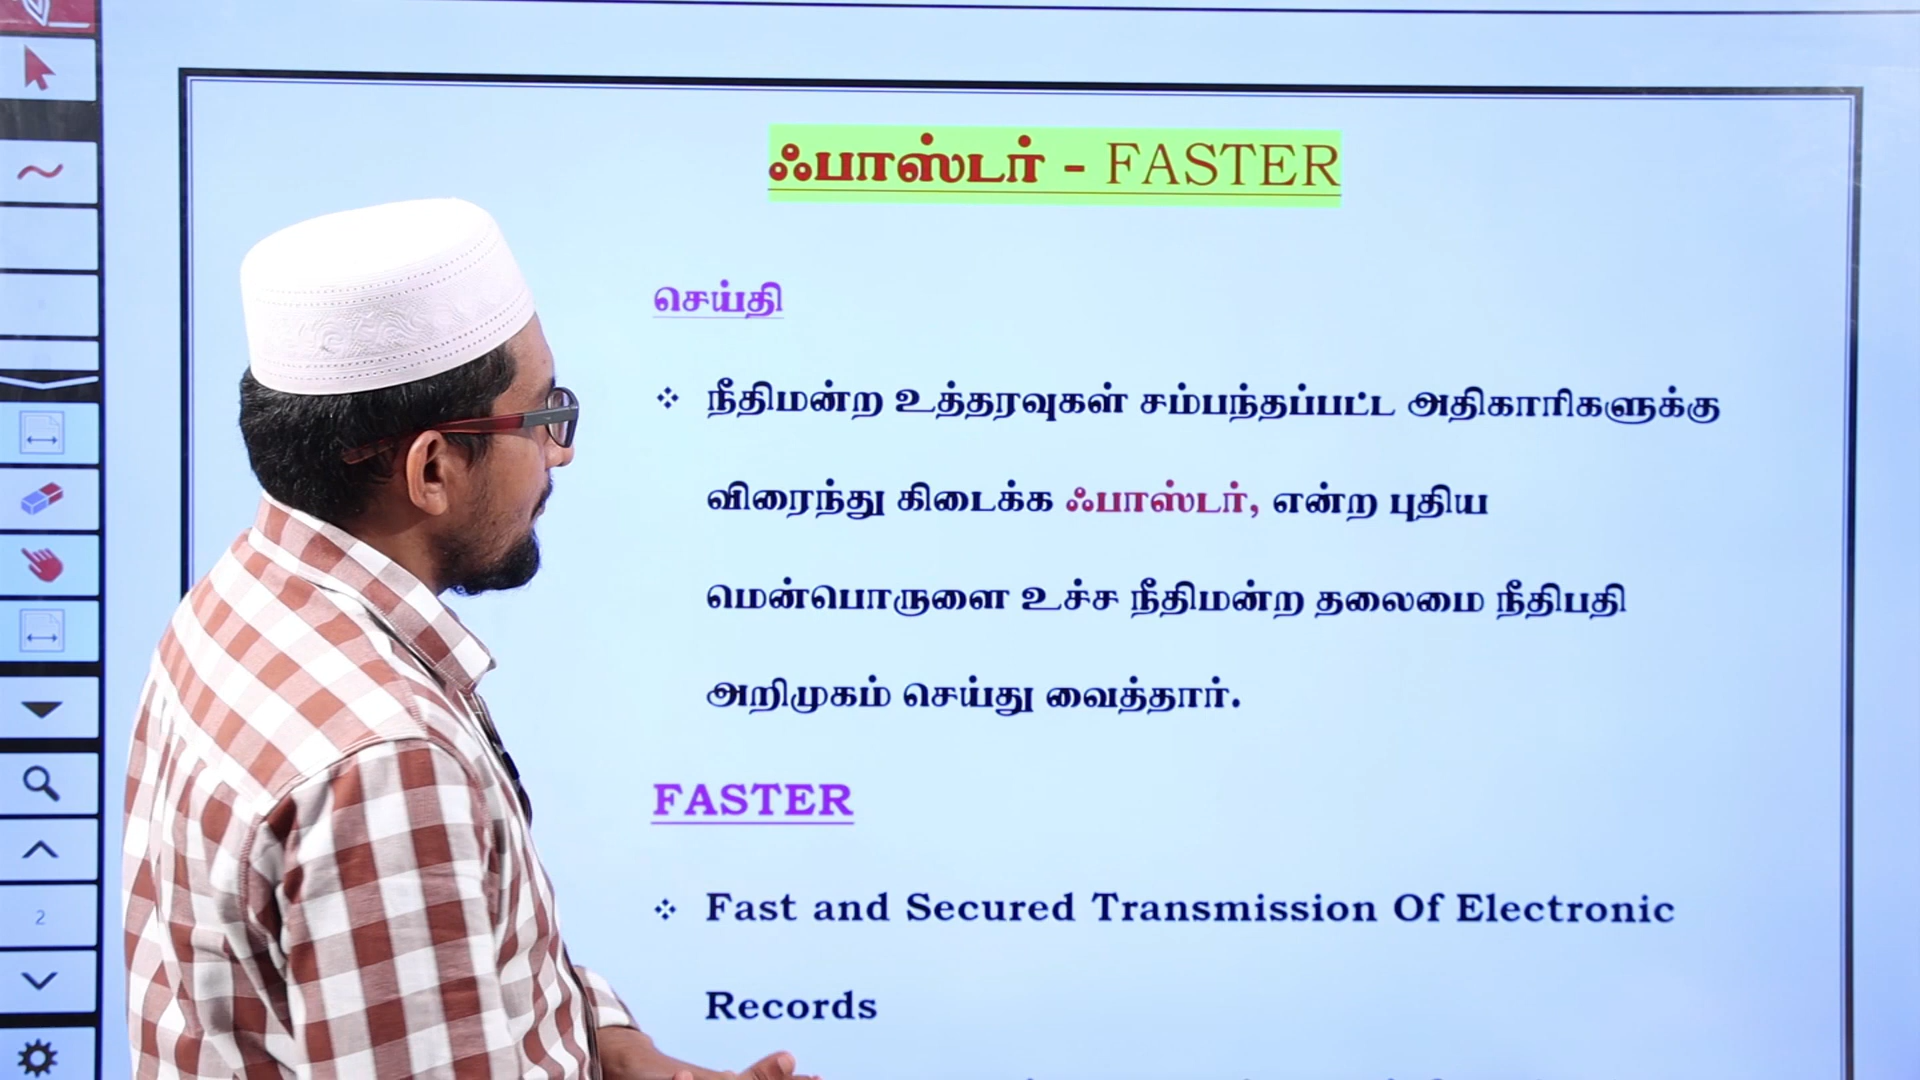 ஃபாஸ்டர் - FASTER
செய்தி
❖ நீதிமன்ற உத்தரவுகள் சம்பந்தப்பட்ட அதிகாரிகளுக்கு
விரைந்து கிடைக்க ஃபாஸ்டர், என்ற புதிய
மென்பொருளை உச்ச நீதிமன்ற தலைமை நீதிபதி
அறிமுகம் செய்து வைத்தார்.
FASTER
❖ Fast and Secured Transmission Of Electronic
Records
2